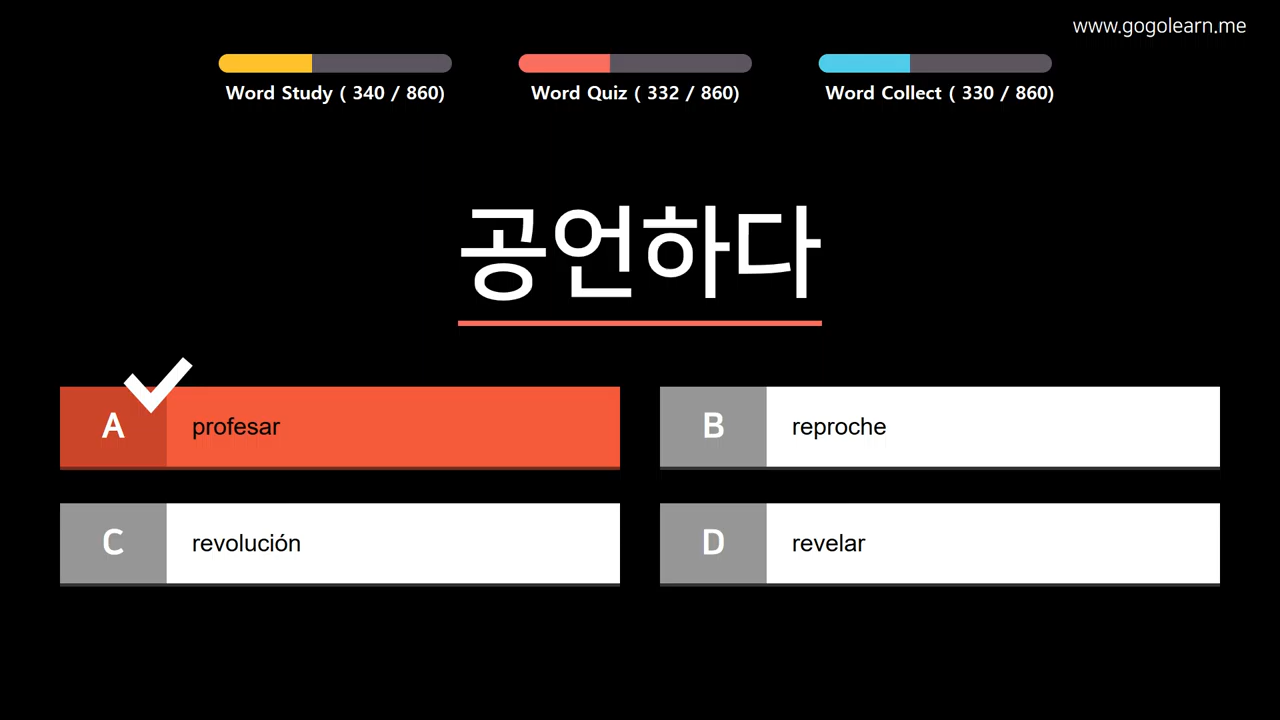 www.gogolearn.me
Word Study ( 340 / 860)
Word Quiz ( 332 / 860)
Word Collect ( 330 / 860)
공언하다
A profesar
B reproche
C revolución
D revelar